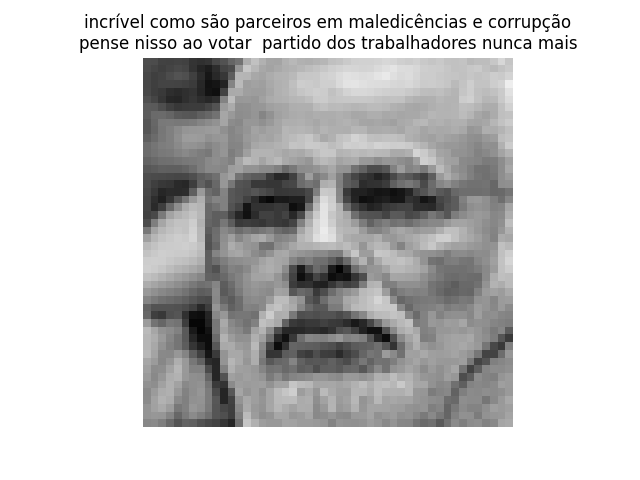 incrível como são parceiros em maledicências e corrupção
pense nisso ao votar  partido dos trabalhadores nunca mais